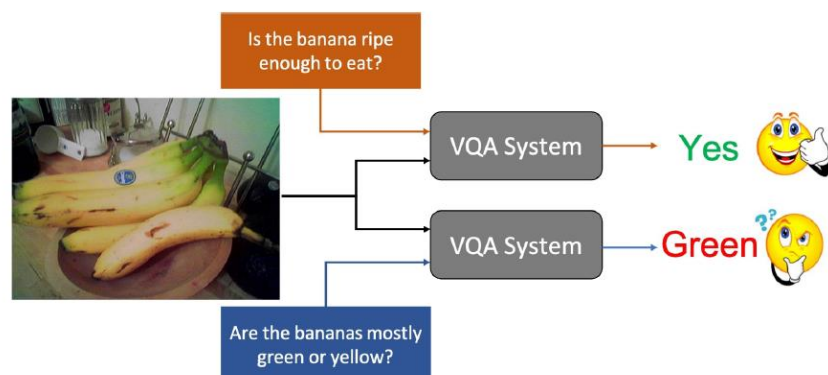 Is the banana ripe
enough to eat?
VQA System
Yes
VQA System
Green
??
Are the bananas mostly
green or yellow?